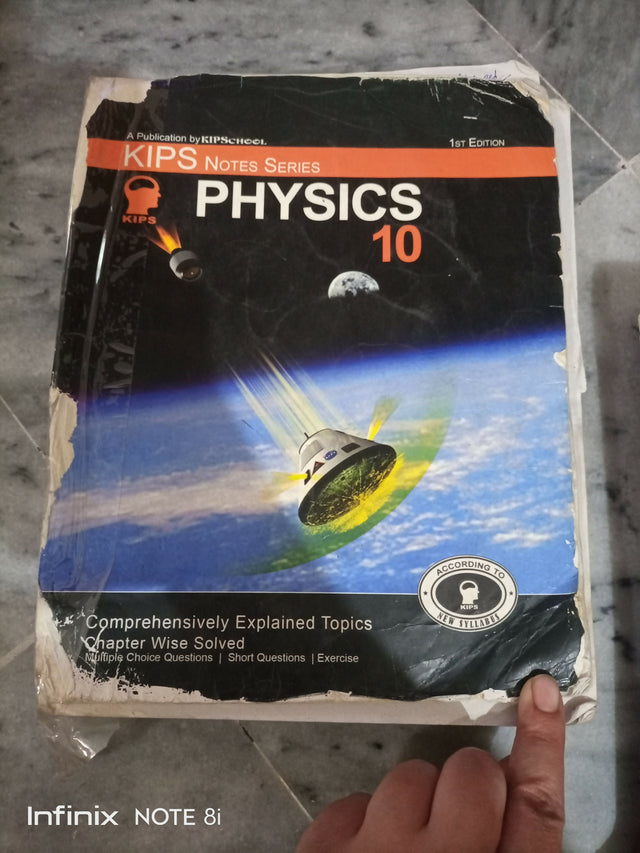 A Publication by KIPSCHOOL
1ST EDITION
KIPS NOTES SERIES
PHYSICS
10
KIPS
ACCORDING TO
KIPS
NEW SYLLABUS
Comprehensively Explained Topics
Chapter Wise Solved
Multiple Choice Questions | Short Questions | Exercise
Infinix NOTE 8i